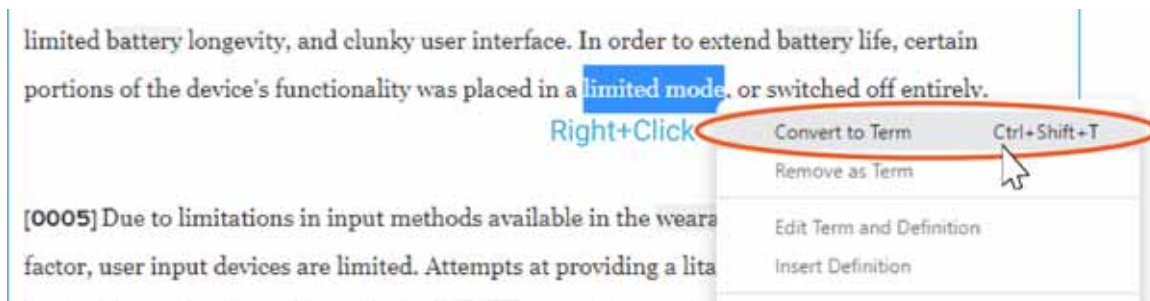 limited battery longevity, and clunky user interface. In order to extend battery life, certain
portions of the device's functionality was placed in a limited mode, or switched off entirely.
Right+Click
Convert to Term Ctrl+Shift+T
Remove as Term
[0005] Due to limitations in input methods available in the weara
Edit Term and Definition
factor, user input devices are limited. Attempts at providing a lita
Insert Definition